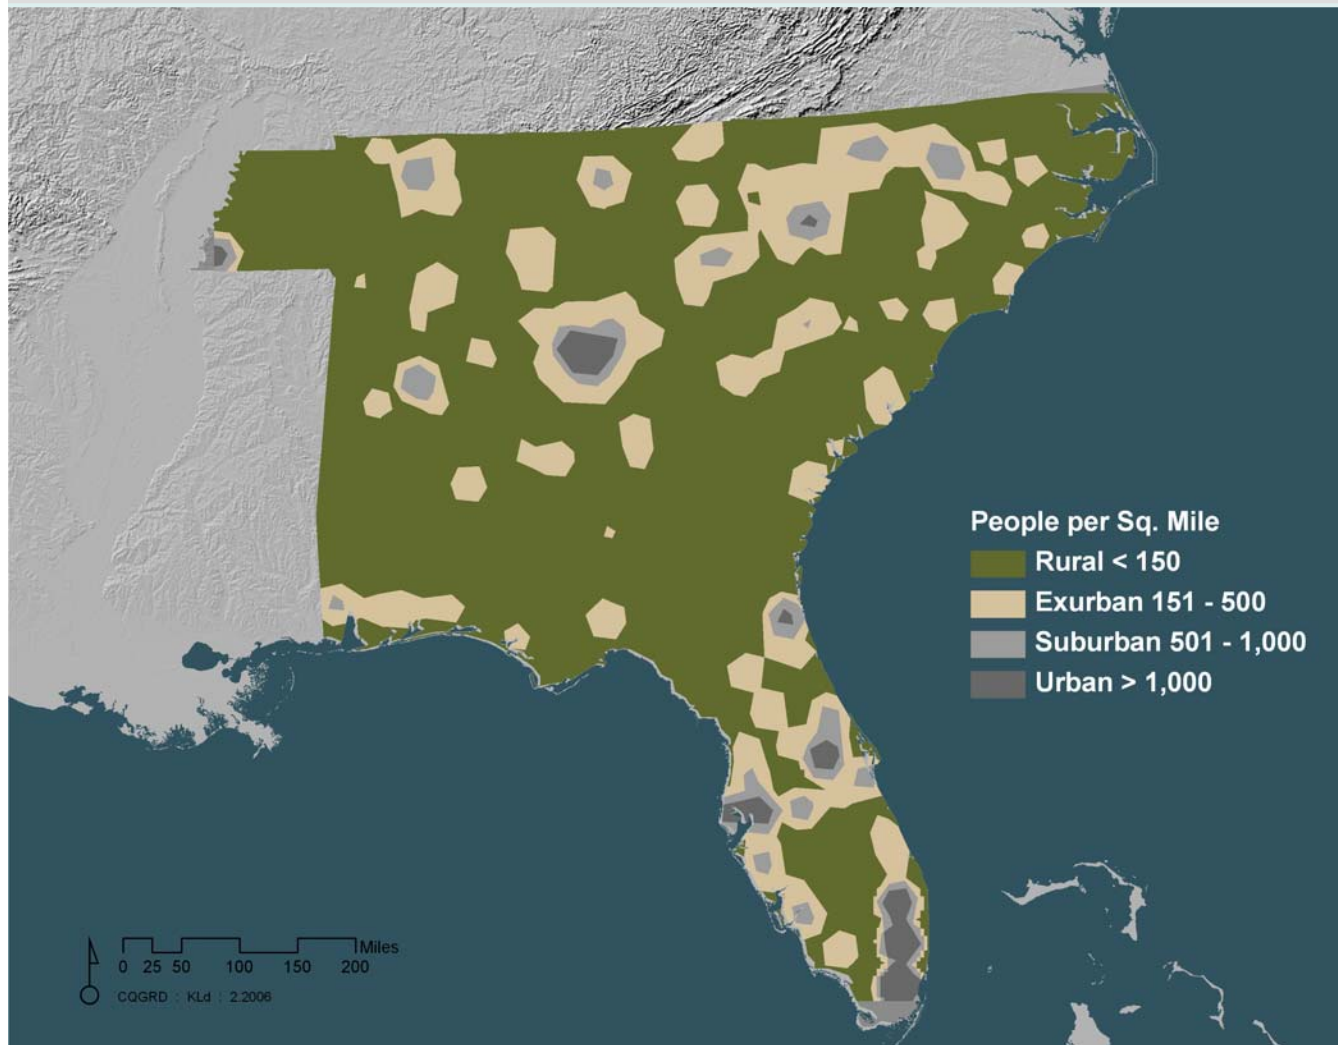 People per Sq. Mile
Rural < 150
Exurban 151 - 500
Suburban 501 - 1,000
Urban > 1,000
Miles
0 25 50 100 150 200
CQGRD : KLd : 2.2006